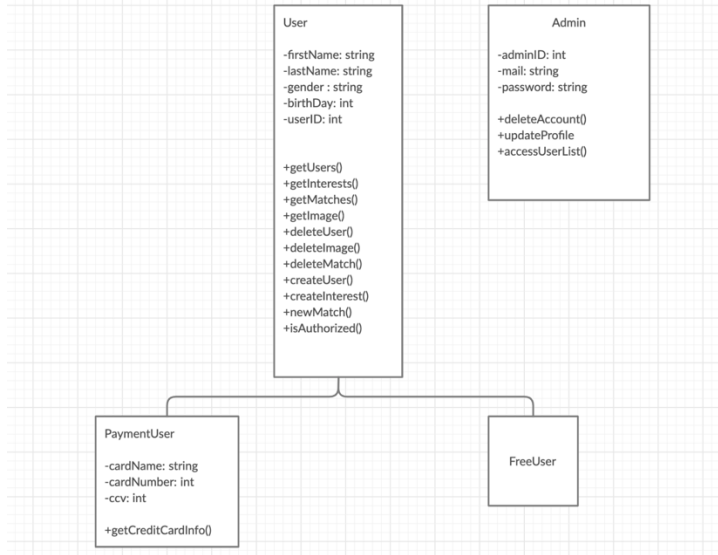 User
-firstName: string
-lastName: string
-gender : string
-birthDay: int
-userID: int
+getUsers()
+getInterests()
+getMatches()
+getImage()
+deleteUser()
+deleteImage()
+deleteMatch()
+createUser()
+createInterest()
+newMatch()
+isAuthorized()
Admin
-adminID: int
-mail: string
-password: string
+deleteAccount()
+updateProfile
+accessUserList()
PaymentUser
-cardName: string
-cardNumber: int
-ccv: int
+getCreditCardInfo()
FreeUser